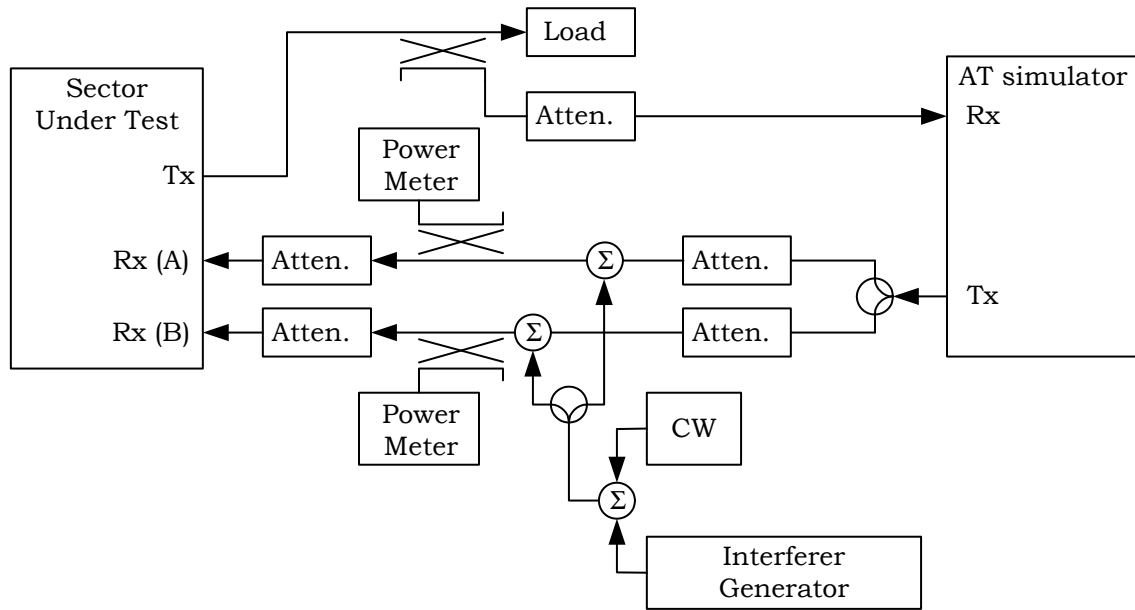 Load
Sector
Under Test
AT simulator
Atten.
Rx
Power
Meter
Tx
Σ
Rx (A)
Atten.
Atten.
Tx
Rx (B)
Atten.
Σ
Atten.
Power
Meter
CW
Σ
Interferer
Generator